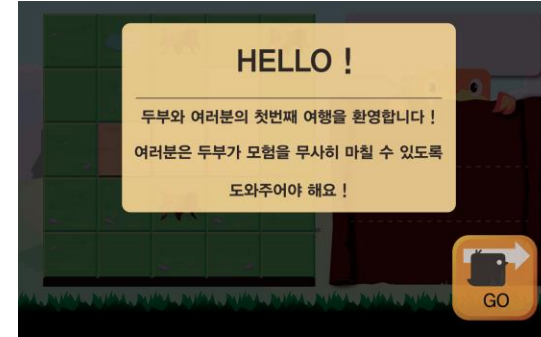 HELLO !
두부와 여러분의 첫번째 여행을 환영합니다 !
여러분은 두부가 모험을 무사히 마칠 수 있도록
도와주어야 해요 !
GO